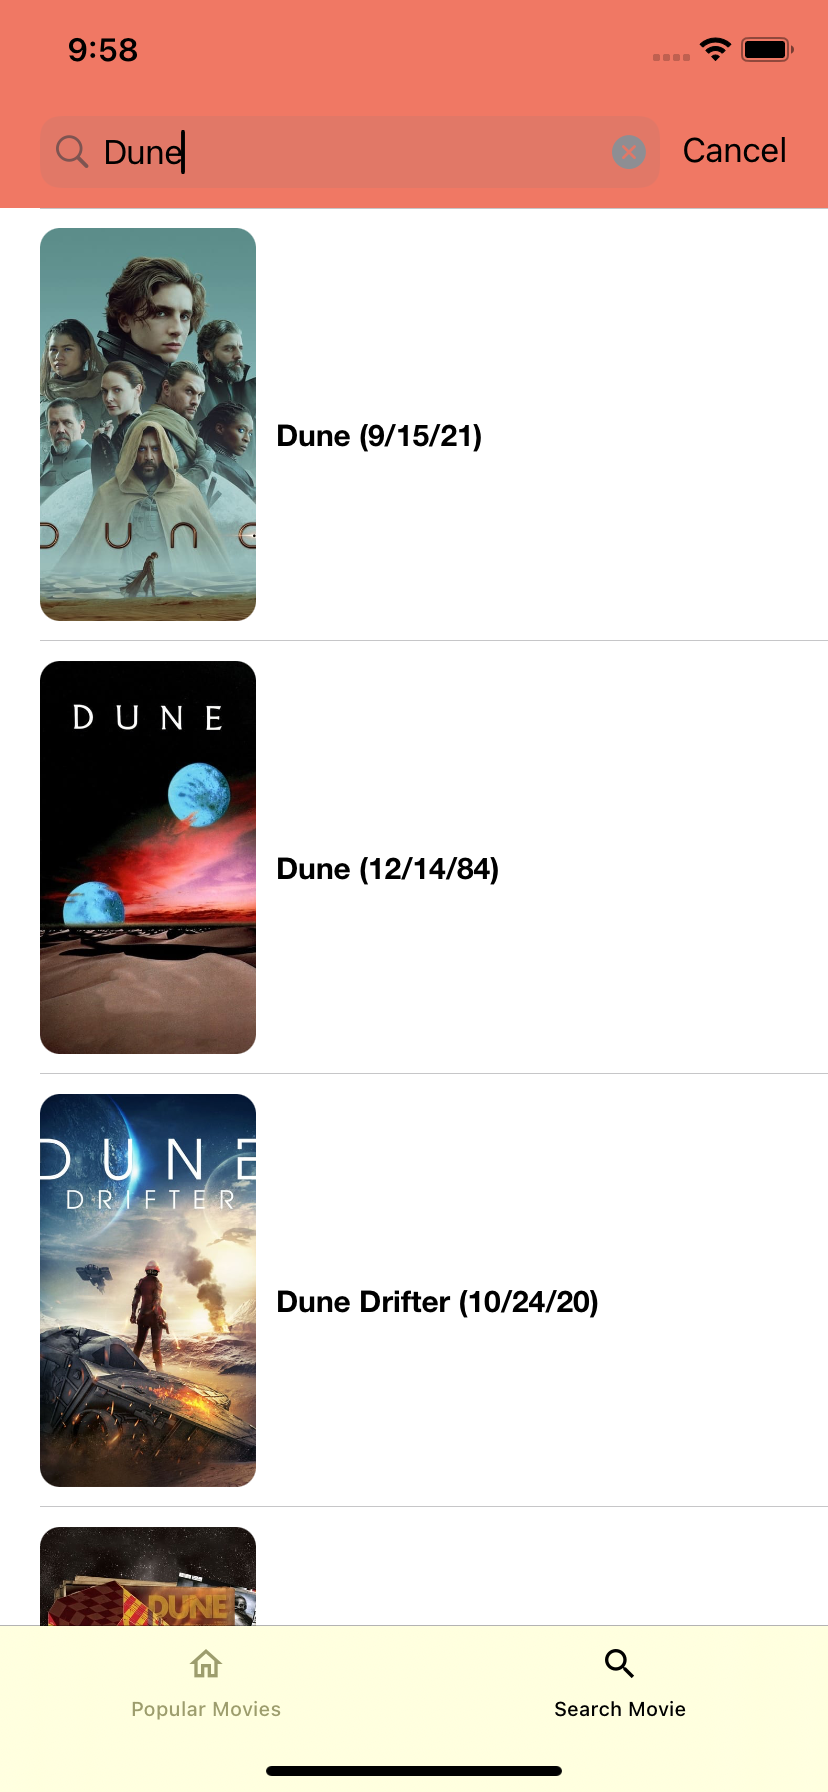 9:58
Dune
Cancel
DUNE
Dune (9/15/21)
DUNE
Dune (12/14/84)
DUNE
DRIFTER
Dune Drifter (10/24/20)
DUNE
Popular Movies
Search Movie